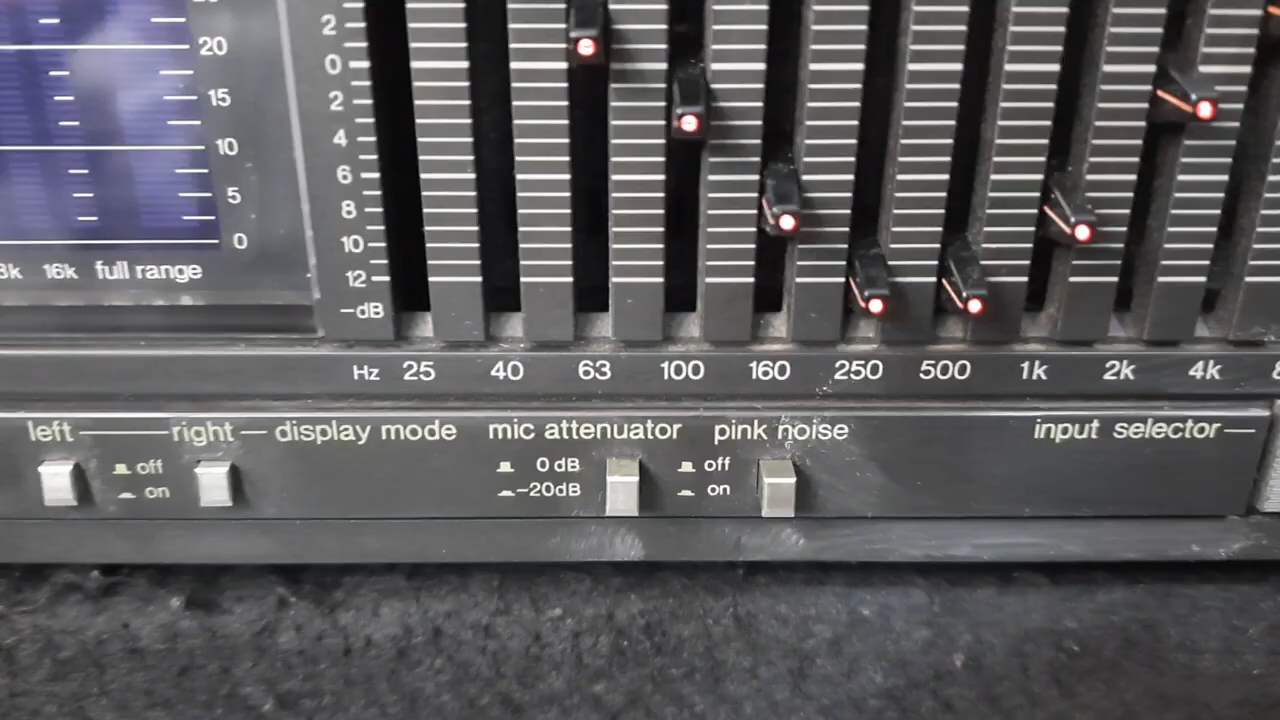 2
20
0
15
2
4
10
6
5
8
0
10
16k full range
12
-dB
Hz 25 40 63 100 160 250 500 1k 2k 4k
left right display mode mic attenuator pink noise input selector
off 0 dB off
on -20dB on